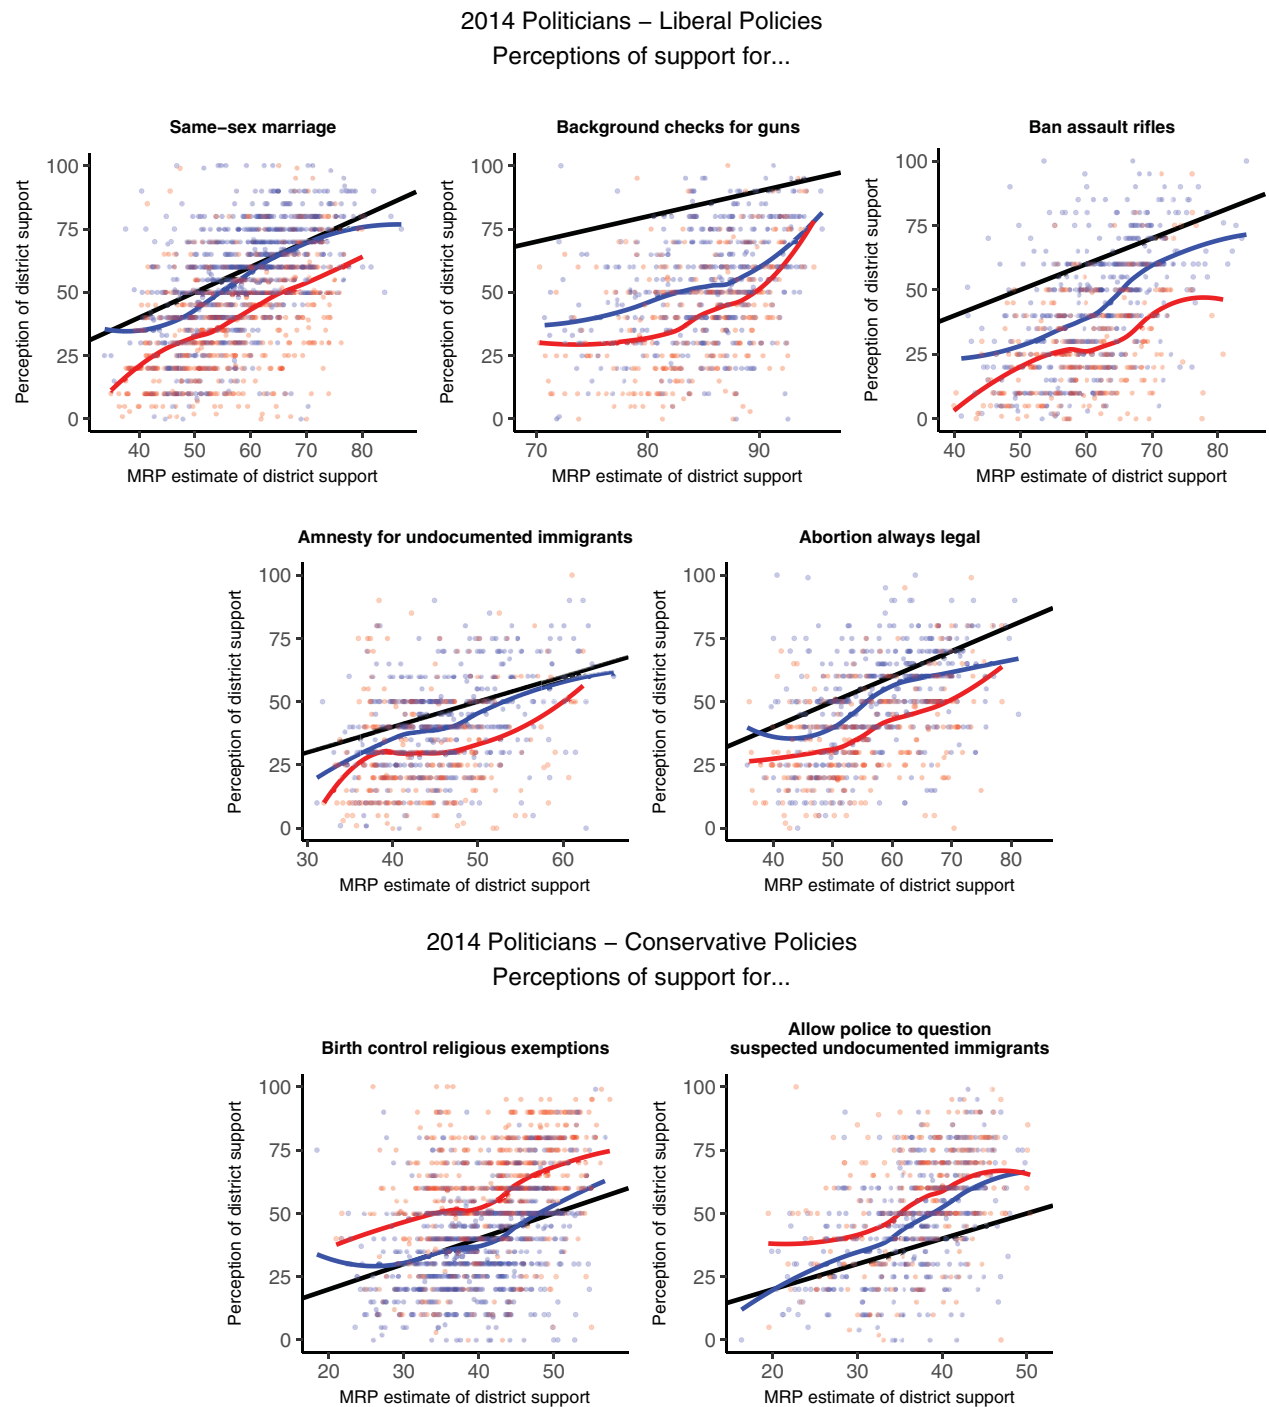 2014 Politicians − Liberal Policies
Perceptions of support for...
Same−sex marriage
Perception of district support
100
75
50
25
0
40 50 60 70 80
MRP estimate of district support
Background checks for guns
Perception of district support
100
75
50
25
0
70 80 90
MRP estimate of district support
Ban assault rifles
Perception of district support
100
75
50
25
0
40 50 60 70 80
MRP estimate of district support
Amnesty for undocumented immigrants
Perception of district support
100
75
50
25
0
30 40 50 60
MRP estimate of district support
Abortion always legal
Perception of district support
100
75
50
25
0
40 50 60 70 80
MRP estimate of district support
2014 Politicians − Conservative Policies
Perceptions of support for...
Birth control religious exemptions
Perception of district support
100
75
50
25
0
20 30 40 50
MRP estimate of district support
Allow police to question
suspected undocumented immigrants
Perception of district support
100
75
50
25
0
20 30 40 50
MRP estimate of district support